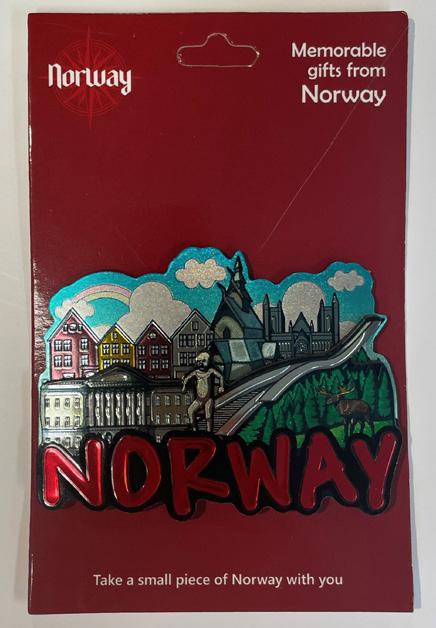 Norway
Memorable
gifts from
Norway
NORWAY
Take a small piece of Norway with you